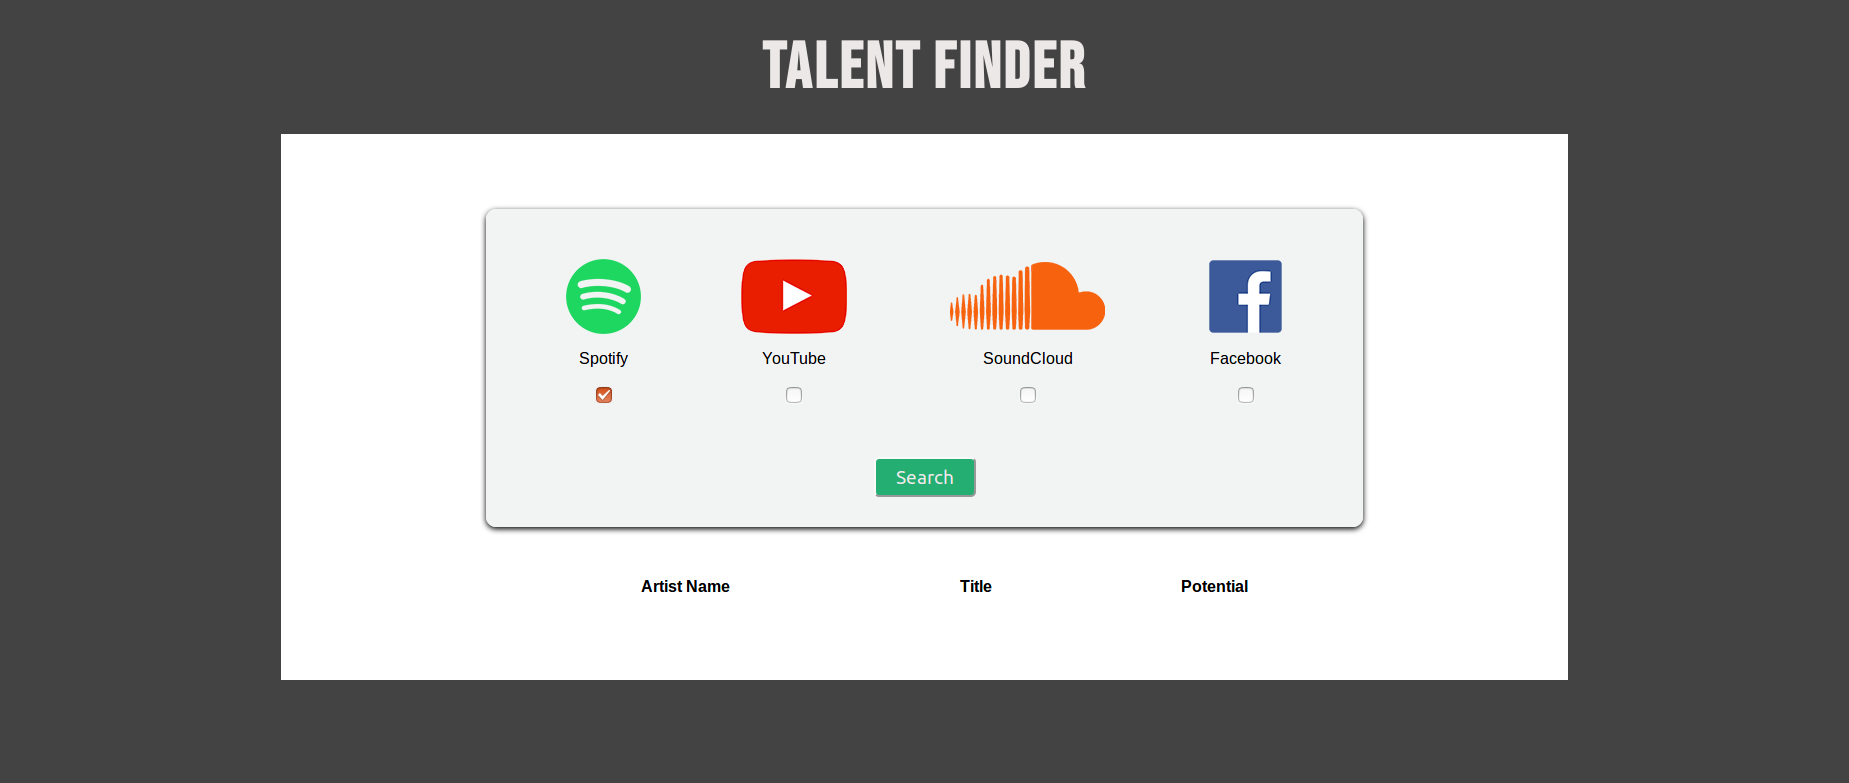 TALENT FINDER
Spotify YouTube SoundCloud Facebook
Search
Artist Name Title Potential